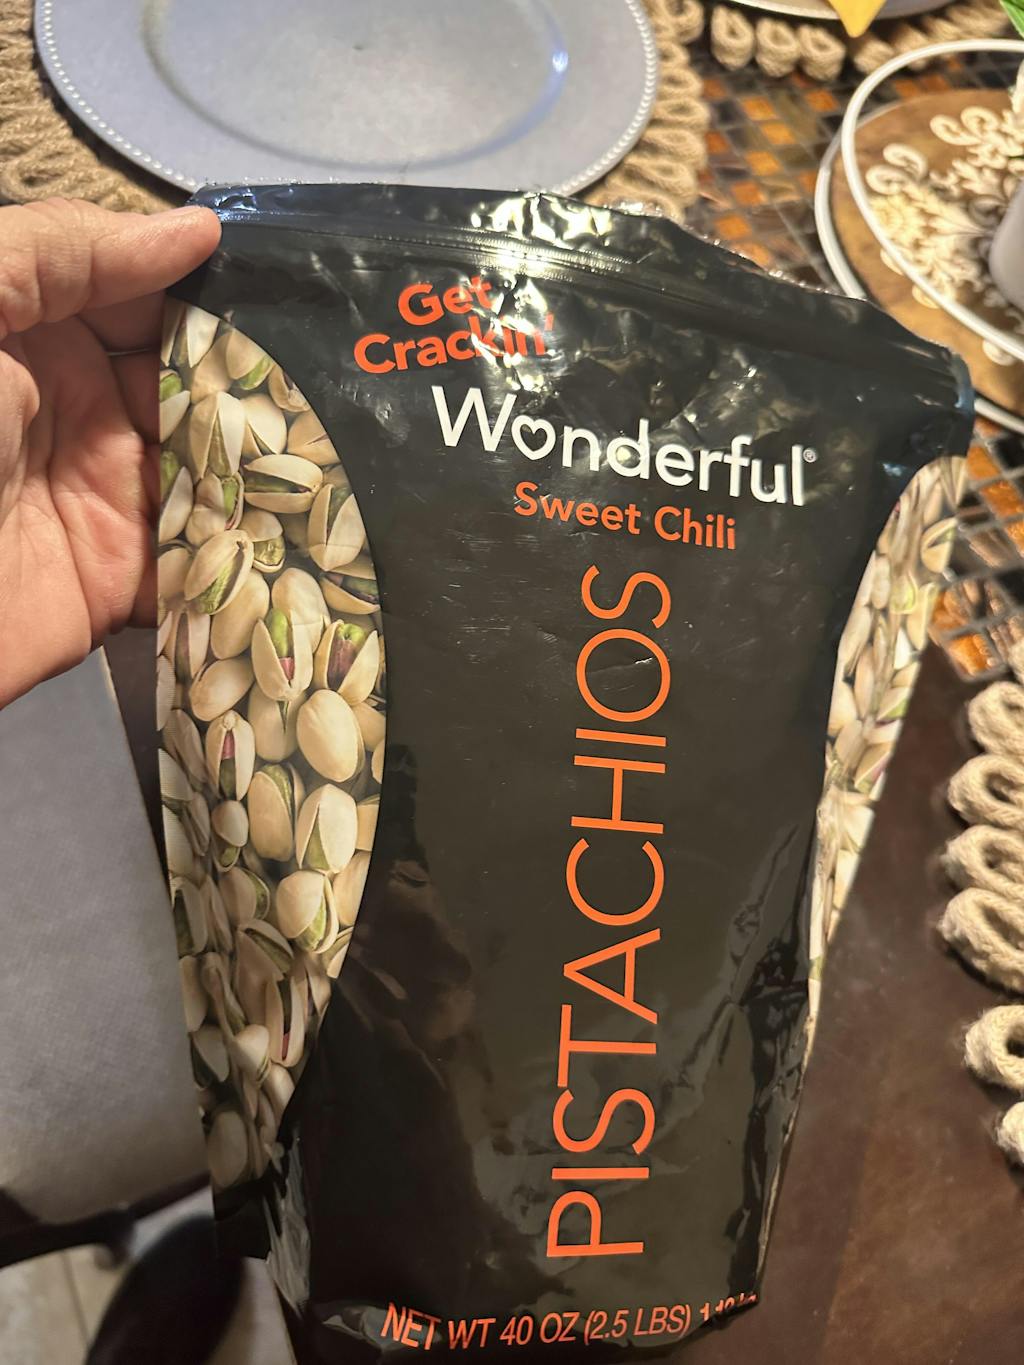 Get
Crackin'
Wonderful®
Sweet Chili
PISTACHIOS
NET WT 40 OZ (2.5 LBS)